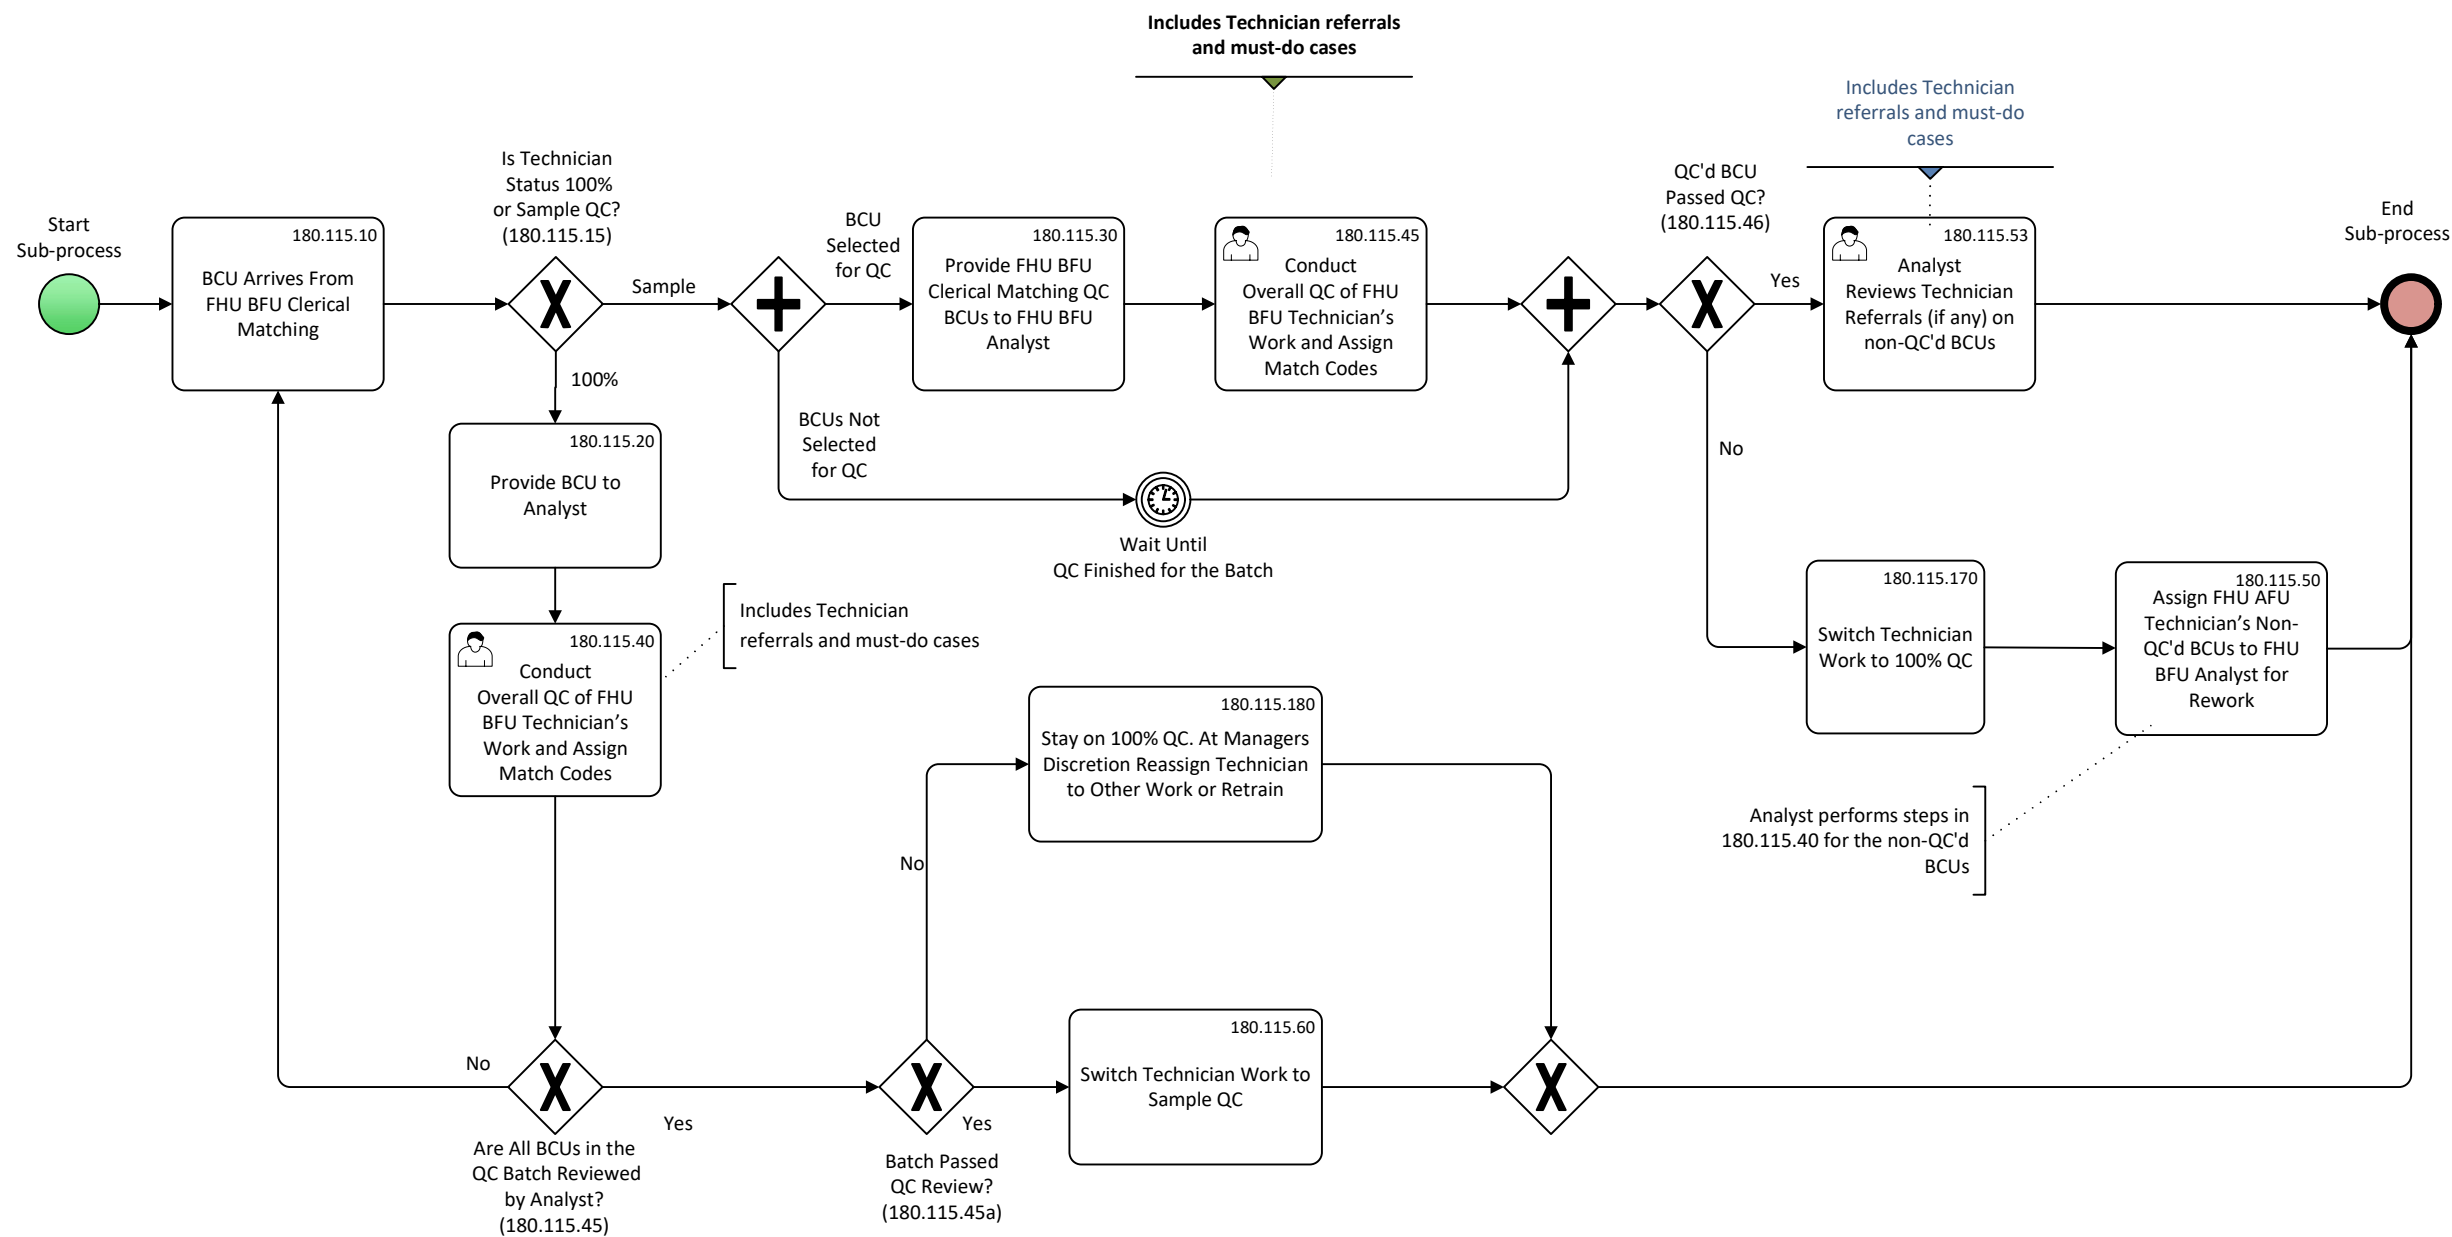 Includes Technician referrals
and must-do cases
Includes Technician
referrals and must-do
cases
Start
Sub-process
180.115.10
BCU Arrives From
FHU BFU Clerical
Matching
Is Technician
Status 100%
or Sample QC?
(180.115.15)
Sample
100%
BCU
Selected
for QC
BCUs Not
Selected
for QC
180.115.30
Provide FHU BFU
Clerical Matching QC
BCUs to FHU BFU
Analyst
180.115.45
Conduct
Overall QC of FHU
BFU Technician’s
Work and Assign
Match Codes
Wait Until
QC Finished for the Batch
QC'd BCU
Passed QC?
(180.115.46)
Yes
No
180.115.53
Analyst
Reviews Technician
Referrals (if any) on
non-QC'd BCUs
End
Sub-process
180.115.20
Provide BCU to
Analyst
180.115.40
Conduct
Overall QC of FHU
BFU Technician’s
Work and Assign
Match Codes
Includes Technician
referrals and must-do cases
180.115.170
Switch Technician
Work to 100% QC
180.115.50
Assign FHU AFU
Technician’s Non-
QC'd BCUs to FHU
BFU Analyst for
Rework
Analyst performs steps in
180.115.40 for the non-QC'd
BCUs
180.115.180
Stay on 100% QC. At Managers
Discretion Reassign Technician
to Other Work or Retrain
No
180.115.60
Switch Technician Work to
Sample QC
No
Yes
Are All BCUs in the
QC Batch Reviewed
by Analyst?
(180.115.45)
Yes
Batch Passed
QC Review?
(180.115.45a)